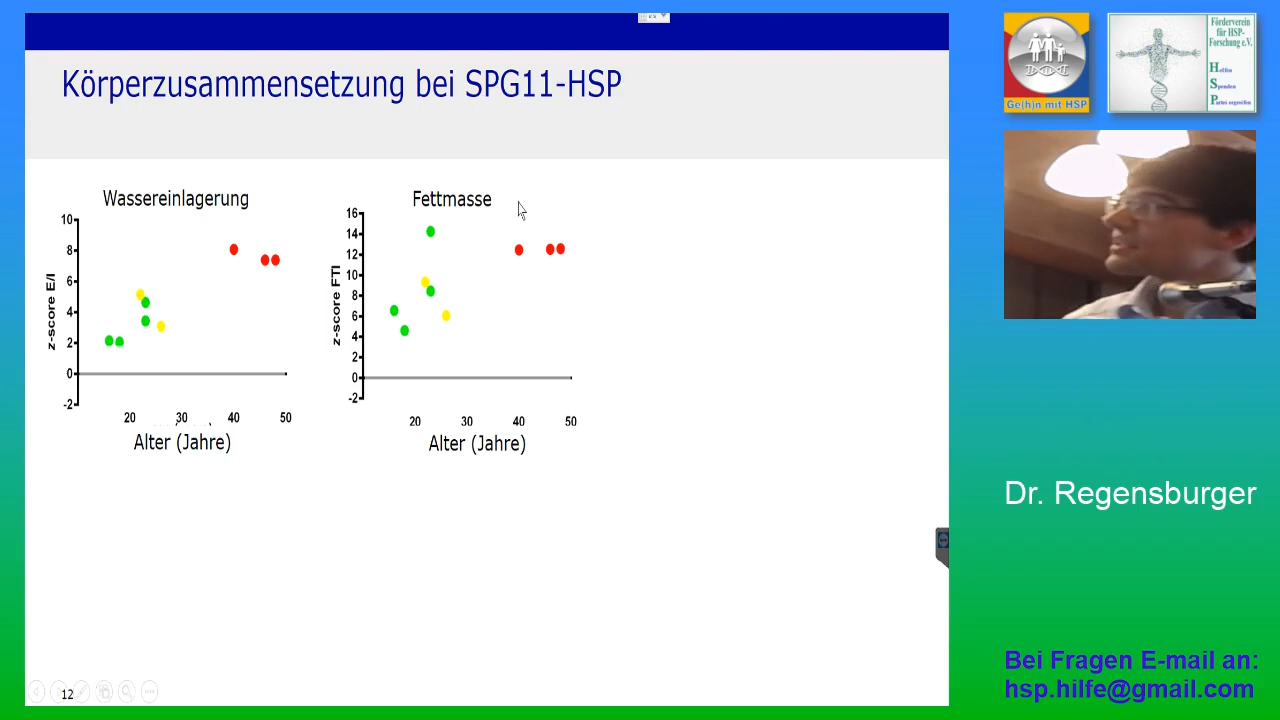 Körperzusammensetzung bei SPG11-HSP
Wassereinlagerung
10
8
6
4
2
0
-2
z-score E/I
20 30 40 50
Alter (Jahre)
Fettmasse
16
14
12
10
8
6
4
2
0
-2
z-score FTI
20 30 40 50
Alter (Jahre)
12
Ge(h)n mit HSP
Förderverein
für HSP-
Forschung e.V.
Helfen
Spenden
Partei ergreifen
Dr. Regensburger
Bei Fragen E-mail an:
hsp.hilfe@gmail.com